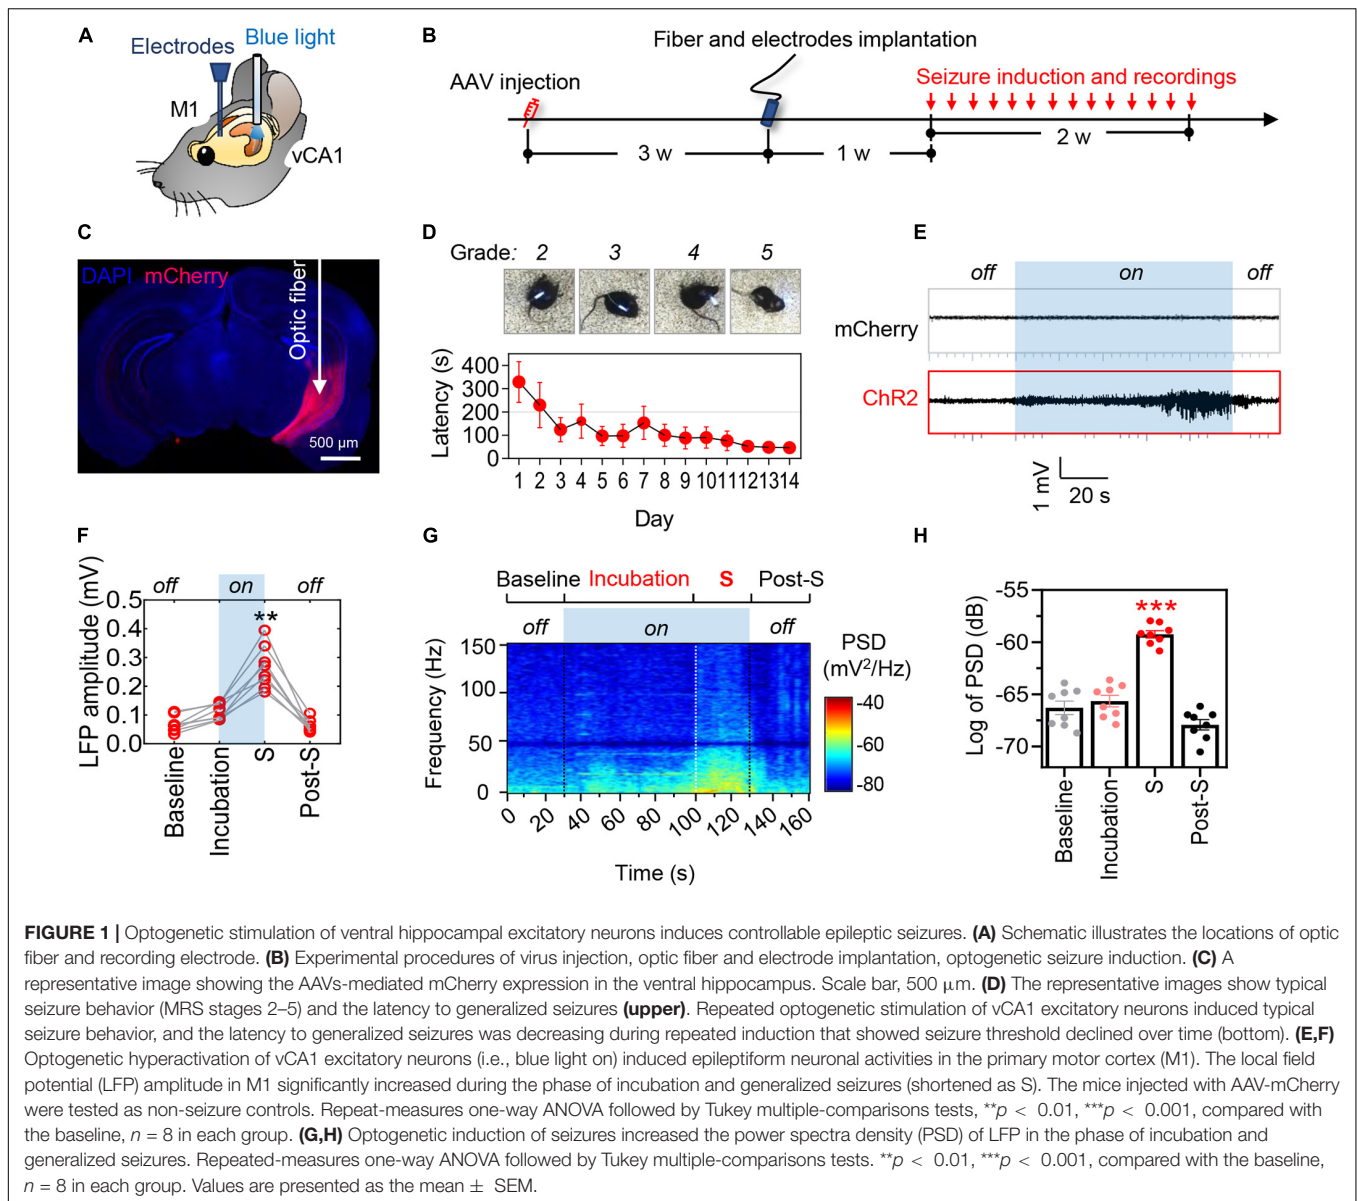 A
Electrodes
Blue light
M1
vCA1
B
Fiber and electrodes implantation
AAV injection
Seizure induction and recordings
3 w
1 w
2 w
C
DAPI mCherry
Optic fiber
500 μm
D
Grade: 2 3 4 5
Latency (s)
400
300
200
100
0
1 2 3 4 5 6 7 8 9 10 11 12 13 14
Day
E
off on off
mCherry
ChR2
1 mV
20 s
F
off on off
LFP amplitude (mV)
0.5
0.4
0.3
0.2
0.1
0.0
**
Baseline
Incubation
S
Post-S
G
Baseline Incubation S Post-S
off on off
Frequency (Hz)
150
100
50
0
0 20 40 60 80 100 120 140 160
Time (s)
PSD
(mV²/Hz)
-40
-60
-80
H
Log of PSD (dB)
-55
-60
-65
-70
***
Baseline
Incubation
S
Post-S
FIGURE 1 | Optogenetic stimulation of ventral hippocampal excitatory neurons induces controllable epileptic seizures. (A) Schematic illustrates the locations of optic
fiber and recording electrode. (B) Experimental procedures of virus injection, optic fiber and electrode implantation, optogenetic seizure induction. (C) A
representative image showing the AAVs-mediated mCherry expression in the ventral hippocampus. Scale bar, 500 μm. (D) The representative images show typical
seizure behavior (MRS stages 2–5) and the latency to generalized seizures (upper). Repeated optogenetic stimulation of vCA1 excitatory neurons induced typical
seizure behavior, and the latency to generalized seizures was decreasing during repeated induction that showed seizure threshold declined over time (bottom). (E,F)
Optogenetic hyperactivation of vCA1 excitatory neurons (i.e., blue light on) induced epileptiform neuronal activities in the primary motor cortex (M1). The local field
potential (LFP) amplitude in M1 significantly increased during the phase of incubation and generalized seizures (shortened as S). The mice injected with AAV-mCherry
were tested as non-seizure controls. Repeat-measures one-way ANOVA followed by Tukey multiple-comparisons tests, **p < 0.01, ***p < 0.001, compared with
the baseline, n = 8 in each group. (G,H) Optogenetic induction of seizures increased the power spectra density (PSD) of LFP in the phase of incubation and
generalized seizures. Repeated-measures one-way ANOVA followed by Tukey multiple-comparisons tests. **p < 0.01, ***p < 0.001, compared with the baseline,
n = 8 in each group. Values are presented as the mean ± SEM.